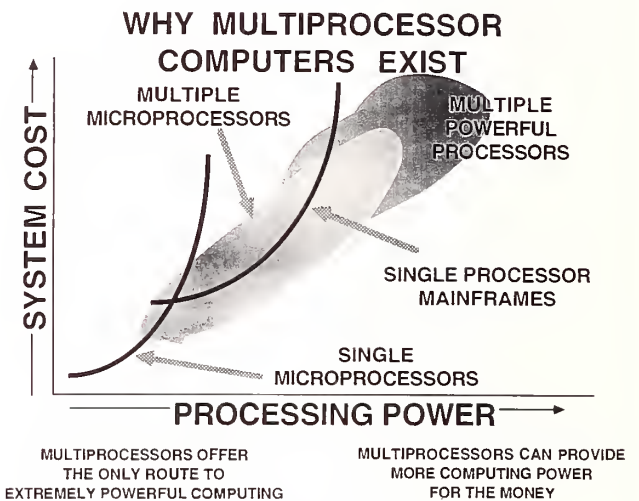 WHY MULTIPROCESSOR
COMPUTERS EXIST
MULTIPLE
MICROPROCESSORS
MULTIPLE
POWERFUL
PROCESSORS
SYSTEM COST
SINGLE PROCESSOR
MAINFRAMES
SINGLE
MICROPROCESSORS
PROCESSING POWER
MULTIPROCESSORS OFFER
THE ONLY ROUTE TO
EXTREMELY POWERFUL COMPUTING
MULTIPROCESSORS CAN PROVIDE
MORE COMPUTING POWER
FOR THE MONEY